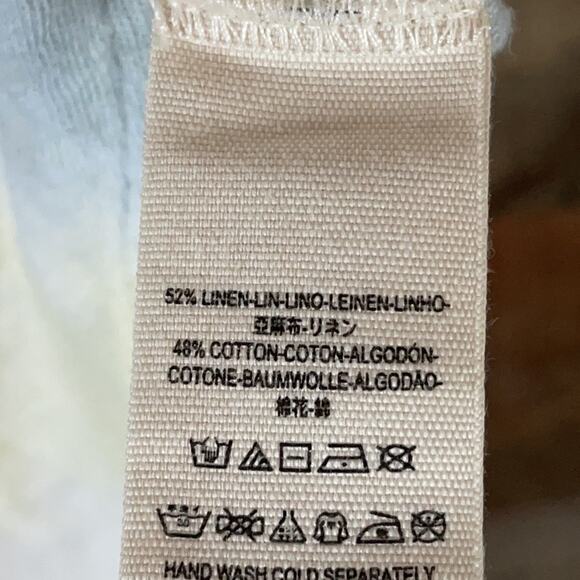 52% LINEN-LIN-LINO-LEINEN-LINHO-
亞麻布-リネン
48% COTTON-COTON-ALGODÓN-
COTONE-BAUMWOLLE-ALGODÃO-
棉花-綿
HAND WASH COLD SEPARATELY